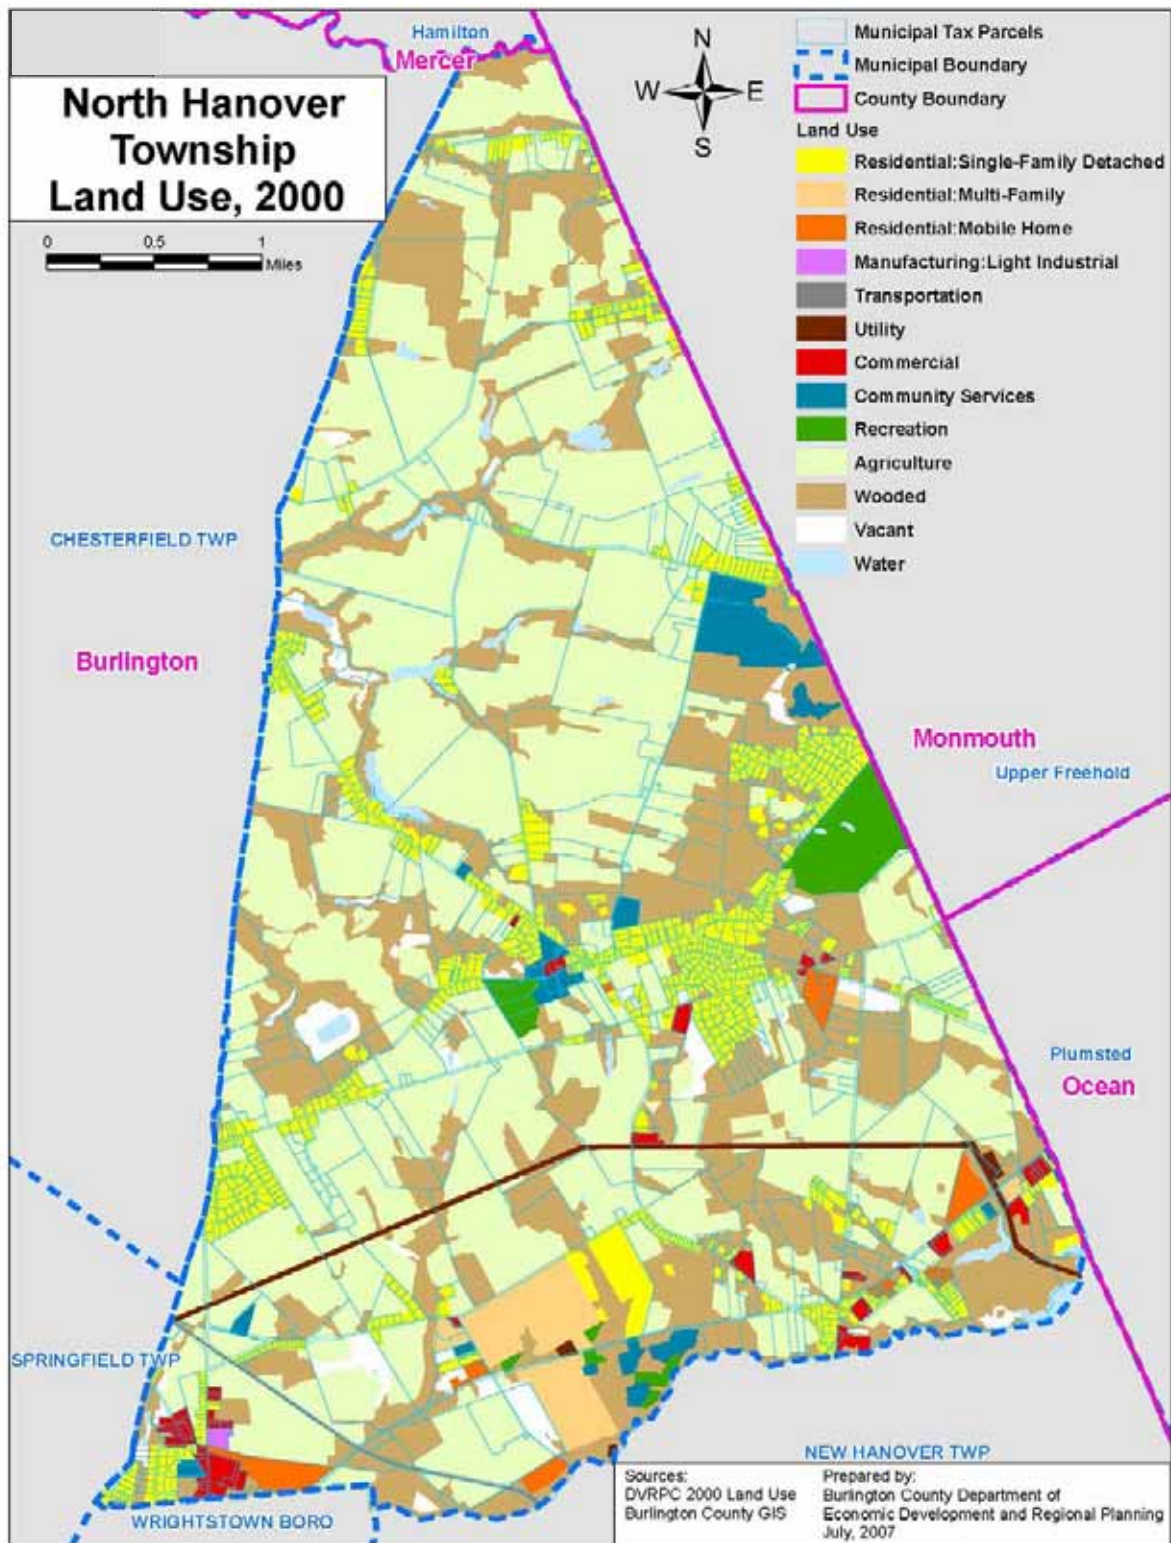 Hamilton
Mercer
North Hanover
Township
Land Use, 2000
0 0.5 1
Miles
N
W E
S
Municipal Tax Parcels
Municipal Boundary
County Boundary
Land Use
Residential:Single-Family Detached
Residential:Multi-Family
Residential:Mobile Home
Manufacturing:Light Industrial
Transportation
Utility
Commercial
Community Services
Recreation
Agriculture
Wooded
Vacant
Water
CHESTERFIELD TWP
Burlington
Monmouth
Upper Freehold
Plumsted
Ocean
SPRINGFIELD TWP
NEW HANOVER TWP
WRIGHTSTOWN BORO
Sources:
DVRPC 2000 Land Use
Burlington County GIS
Prepared by:
Burlington County Department of
Economic Development and Regional Planning
July, 2007